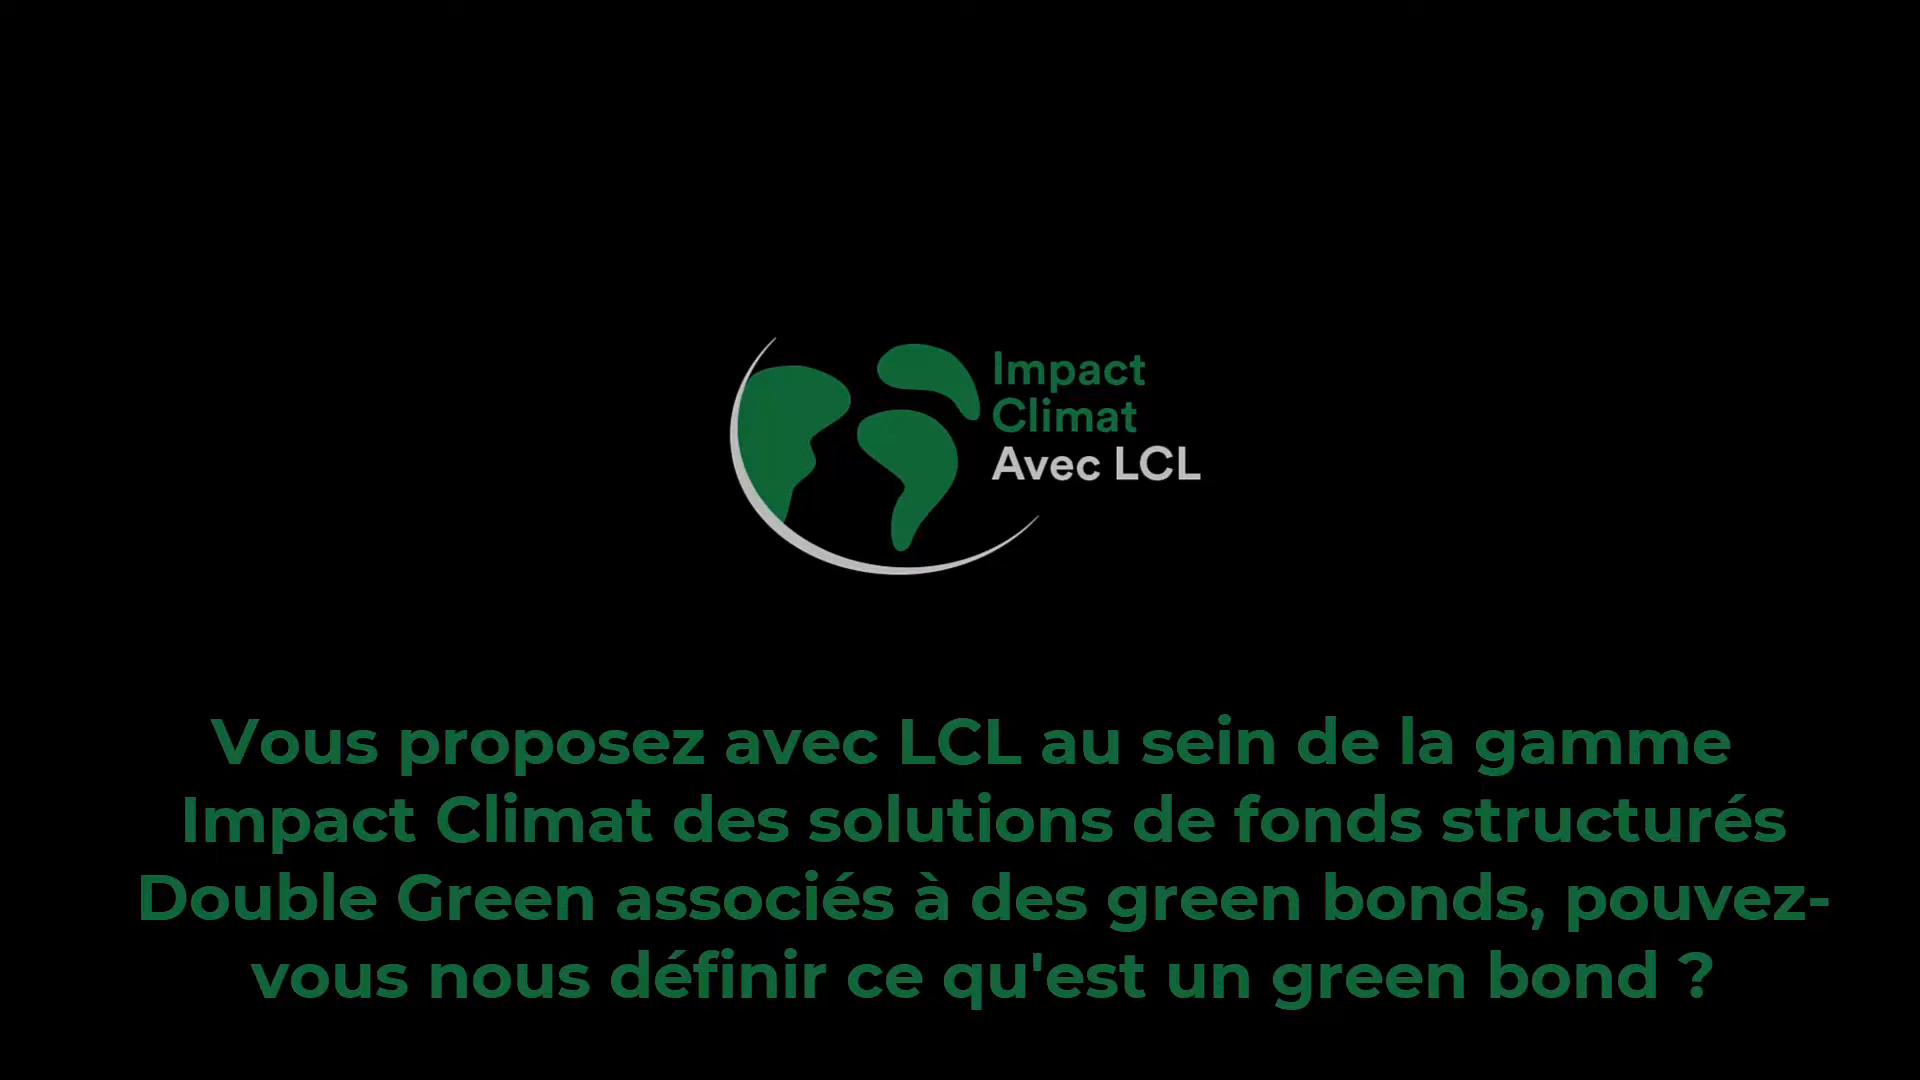 Impact
Climat
Avec LCL
Vous proposez avec LCL au sein de la gamme
Impact Climat des solutions de fonds structurés
Double Green associés à des green bonds, pouvez-
vous nous définir ce qu'est un green bond ?